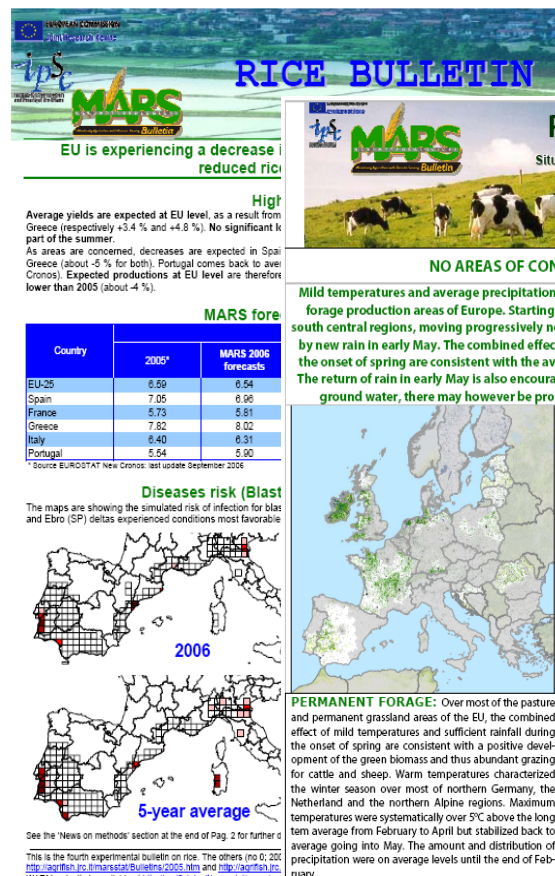 EUROPEAN COMMISSION
Joint Research Centre
ipsc
RICE BULLETIN
MARS
Bulletin
EU is experiencing a decrease i
reduced rice
High
Average yields are expected at EU level, as a result from
Greece (respectively +3.4 % and +4.8 %). No significant lo
part of the summer.
As areas are concerned, decreases are expected in Spai
Greece (about -5 % for both). Portugal comes back to aver
Cronos). Expected productions at EU level are therefore
lower than 2005 (about -4 %).
MARS fore
Country
2005*
MARS 2006
forecasts
EU-25 6.59 6.54
Spain 7.05 6.96
France 5.73 5.81
Greece 7.82 8.02
Italy 6.40 6.31
Portugal 5.54 5.90
* Source EUROSTAT New Cronos: last update September 2006
Diseases risk (Blast
The maps are showing the simulated risk of infection for blas
and Ebro (SP) deltas experienced conditions most favorable
2006
5-year average
See the 'News on methods' section at the end of Pag. 2 for further d
This is the fourth experimental bulletin on rice. The others (no 0; 200
http://agrifish.jrc.it/marsstat/Bulletins/2005.htm and http://agrifish.jrc.
ipsc
MARS
Bulletin
Situ
NO AREAS OF CON
Mild temperatures and average precipitation
forage production areas of Europe. Starting
south central regions, moving progressively no
by new rain in early May. The combined effec
the onset of spring are consistent with the av
The return of rain in early May is also encoura
ground water, there may however be pro
PERMANENT FORAGE: Over most of the pasture
and permanent grassland areas of the EU, the combined
effect of mild temperatures and sufficient rainfall during
the onset of spring are consistent with a positive devel-
opment of the green biomass and thus abundant grazing
for cattle and sheep. Warm temperatures characterized
the winter season over most of northern Germany, the
Netherland and the northern Alpine regions. Maximum
temperatures were systematically over 5°C above the long
tem average from February to April but stabilized back to
average going into May. The amount and distribution of
precipitation were on average levels until the end of Feb-
ruary